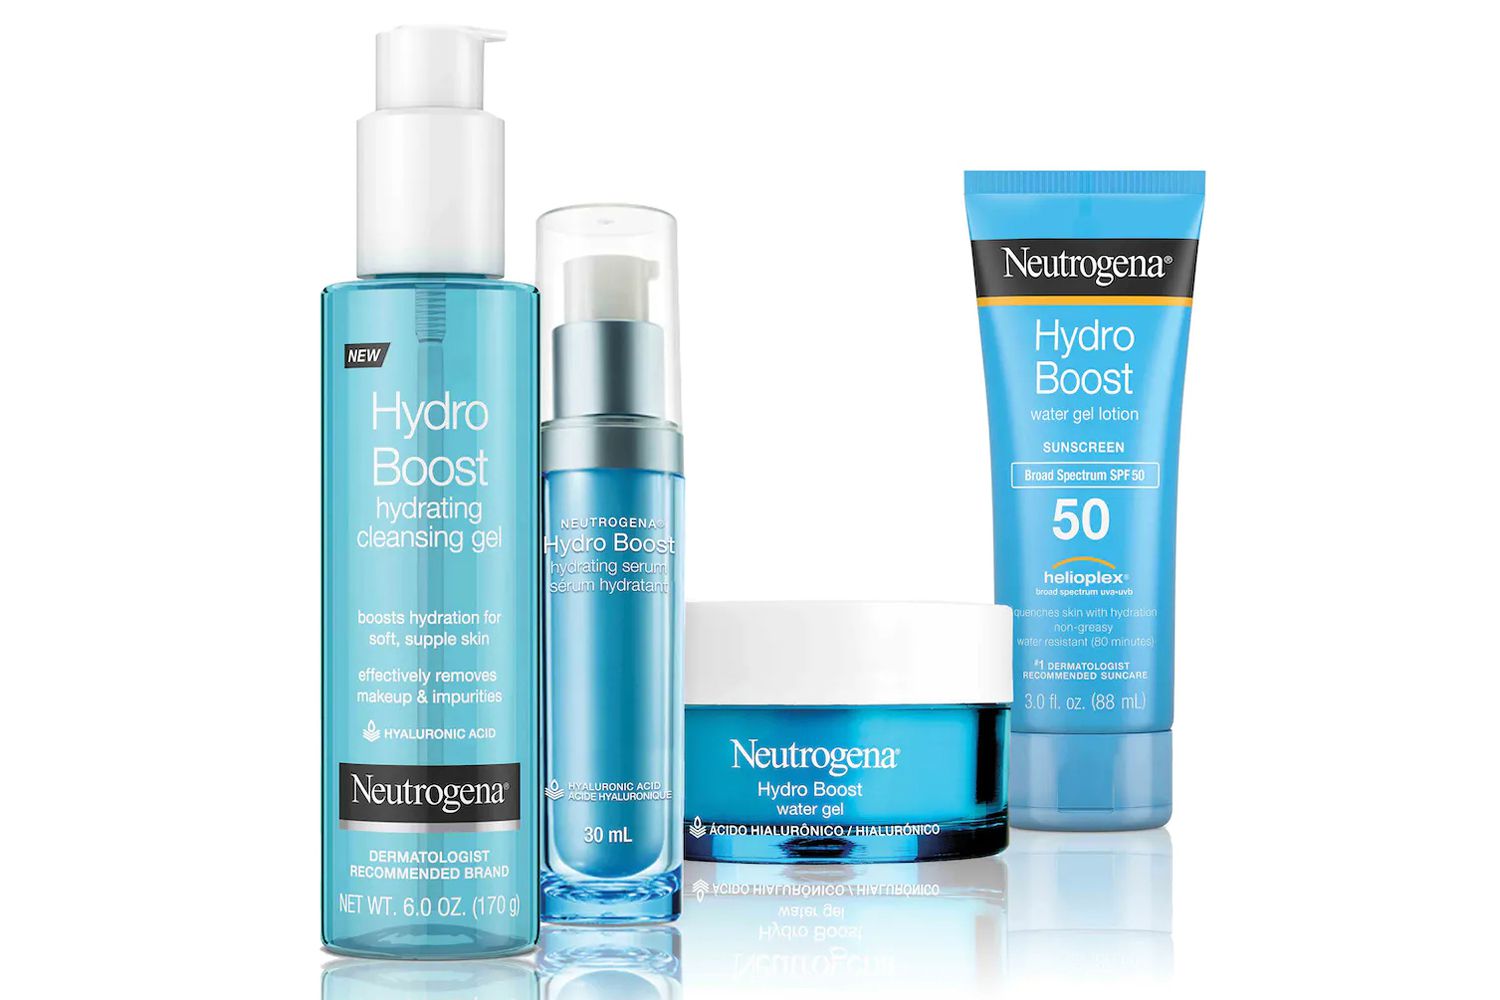 NEW
Hydro
Boost
hydrating
cleansing gel
boosts hydration for
soft, supple skin
effectively removes
makeup & impurities
HYALURONIC ACID
Neutrogena®
DERMATOLOGIST
RECOMMENDED BRAND
NET WT. 6.0 OZ. (170 g)
NEUTROGENA®
Hydro Boost
hydrating serum
sérum hydratant
HYALURONIC ACID
ACIDE HYALURONIQUE
30 mL
Neutrogena®
Hydro Boost
water gel
ÁCIDO HIALURÔNICO / HIALURÓNICO
Neutrogena®
Hydro
Boost
water gel lotion
SUNSCREEN
Broad Spectrum SPF 50
50
helioplex®
broad spectrum uva-uvb
quenches skin with hydration
non-greasy
water resistant (80 minutes)
#1 DERMATOLOGIST
RECOMMENDED SUNCARE
3.0 fl. oz. (88 mL)